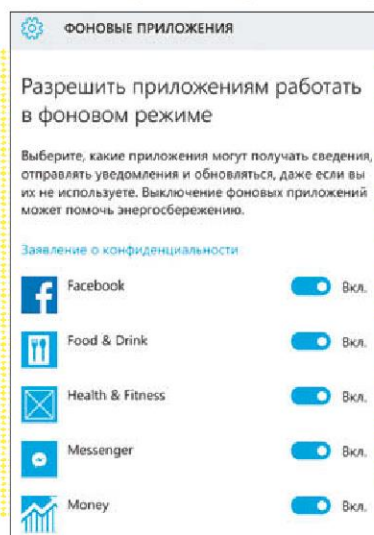 ФОНОВЫЕ ПРИЛОЖЕНИЯ
Разрешить приложениям работать
в фоновом режиме
Выберите, какие приложения могут получать сведения,
отправлять уведомления и обновляться, даже если вы
их не используете. Выключение фоновых приложений
может помочь энергосбережению.
Заявление о конфиденциальности
Facebook Вкл.
Food & Drink Вкл.
Health & Fitness Вкл.
Messenger Вкл.
Money Вкл.